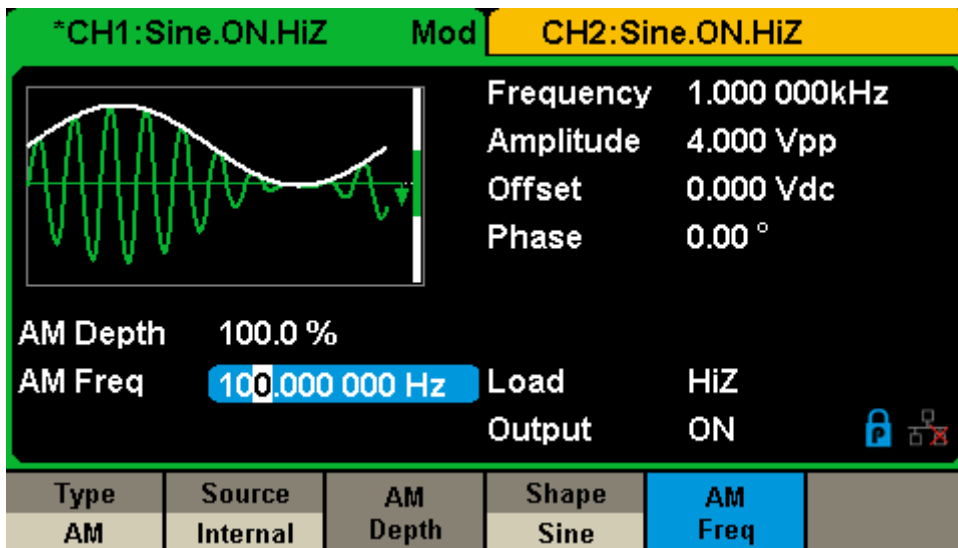 *CH1:Sine.ON.HiZ Mod CH2:Sine.ON.HiZ
Frequency 1.000 000kHz
Amplitude 4.000 Vpp
Offset 0.000 Vdc
Phase 0.00 °
AM Depth 100.0 %
AM Freq 100.000 000 Hz Load HiZ
Output ON P
Type Source AM Shape AM
AM Internal Depth Sine Freq